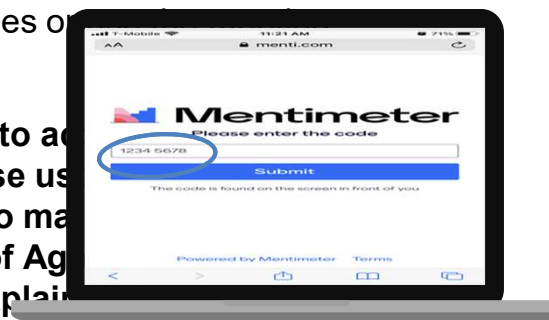 es o
T-Mobile 11:21 AM 71%
AA menti.com
Mentimeter
Please enter the code
to a
1234 5678
se us
Submit
The code is found on the screen in front of you
o ma
of Ag
Powered by Mentimeter Terms
plai